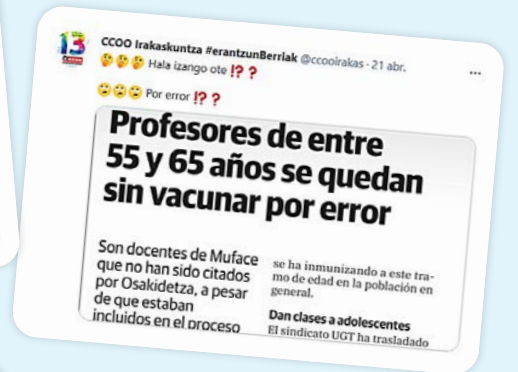 13
CCOO Irakaskuntza #erantzunBerriak @ccooirakas · 21 abr.
🤔🤔🤔 Hala izango ote ⁉️❓
🙄🙄🙄 Por error ⁉️❓
Profesores de entre
55 y 65 años se quedan
sin vacunar por error
Son docentes de Muface
que no han sido citados
por Osakidetza, a pesar
de que estaban
incluidos en el proceso
se ha inmunizando a este tra-
mo de edad en la población en
general.
Dan clases a adolescentes
El sindicato UGT ha trasladado